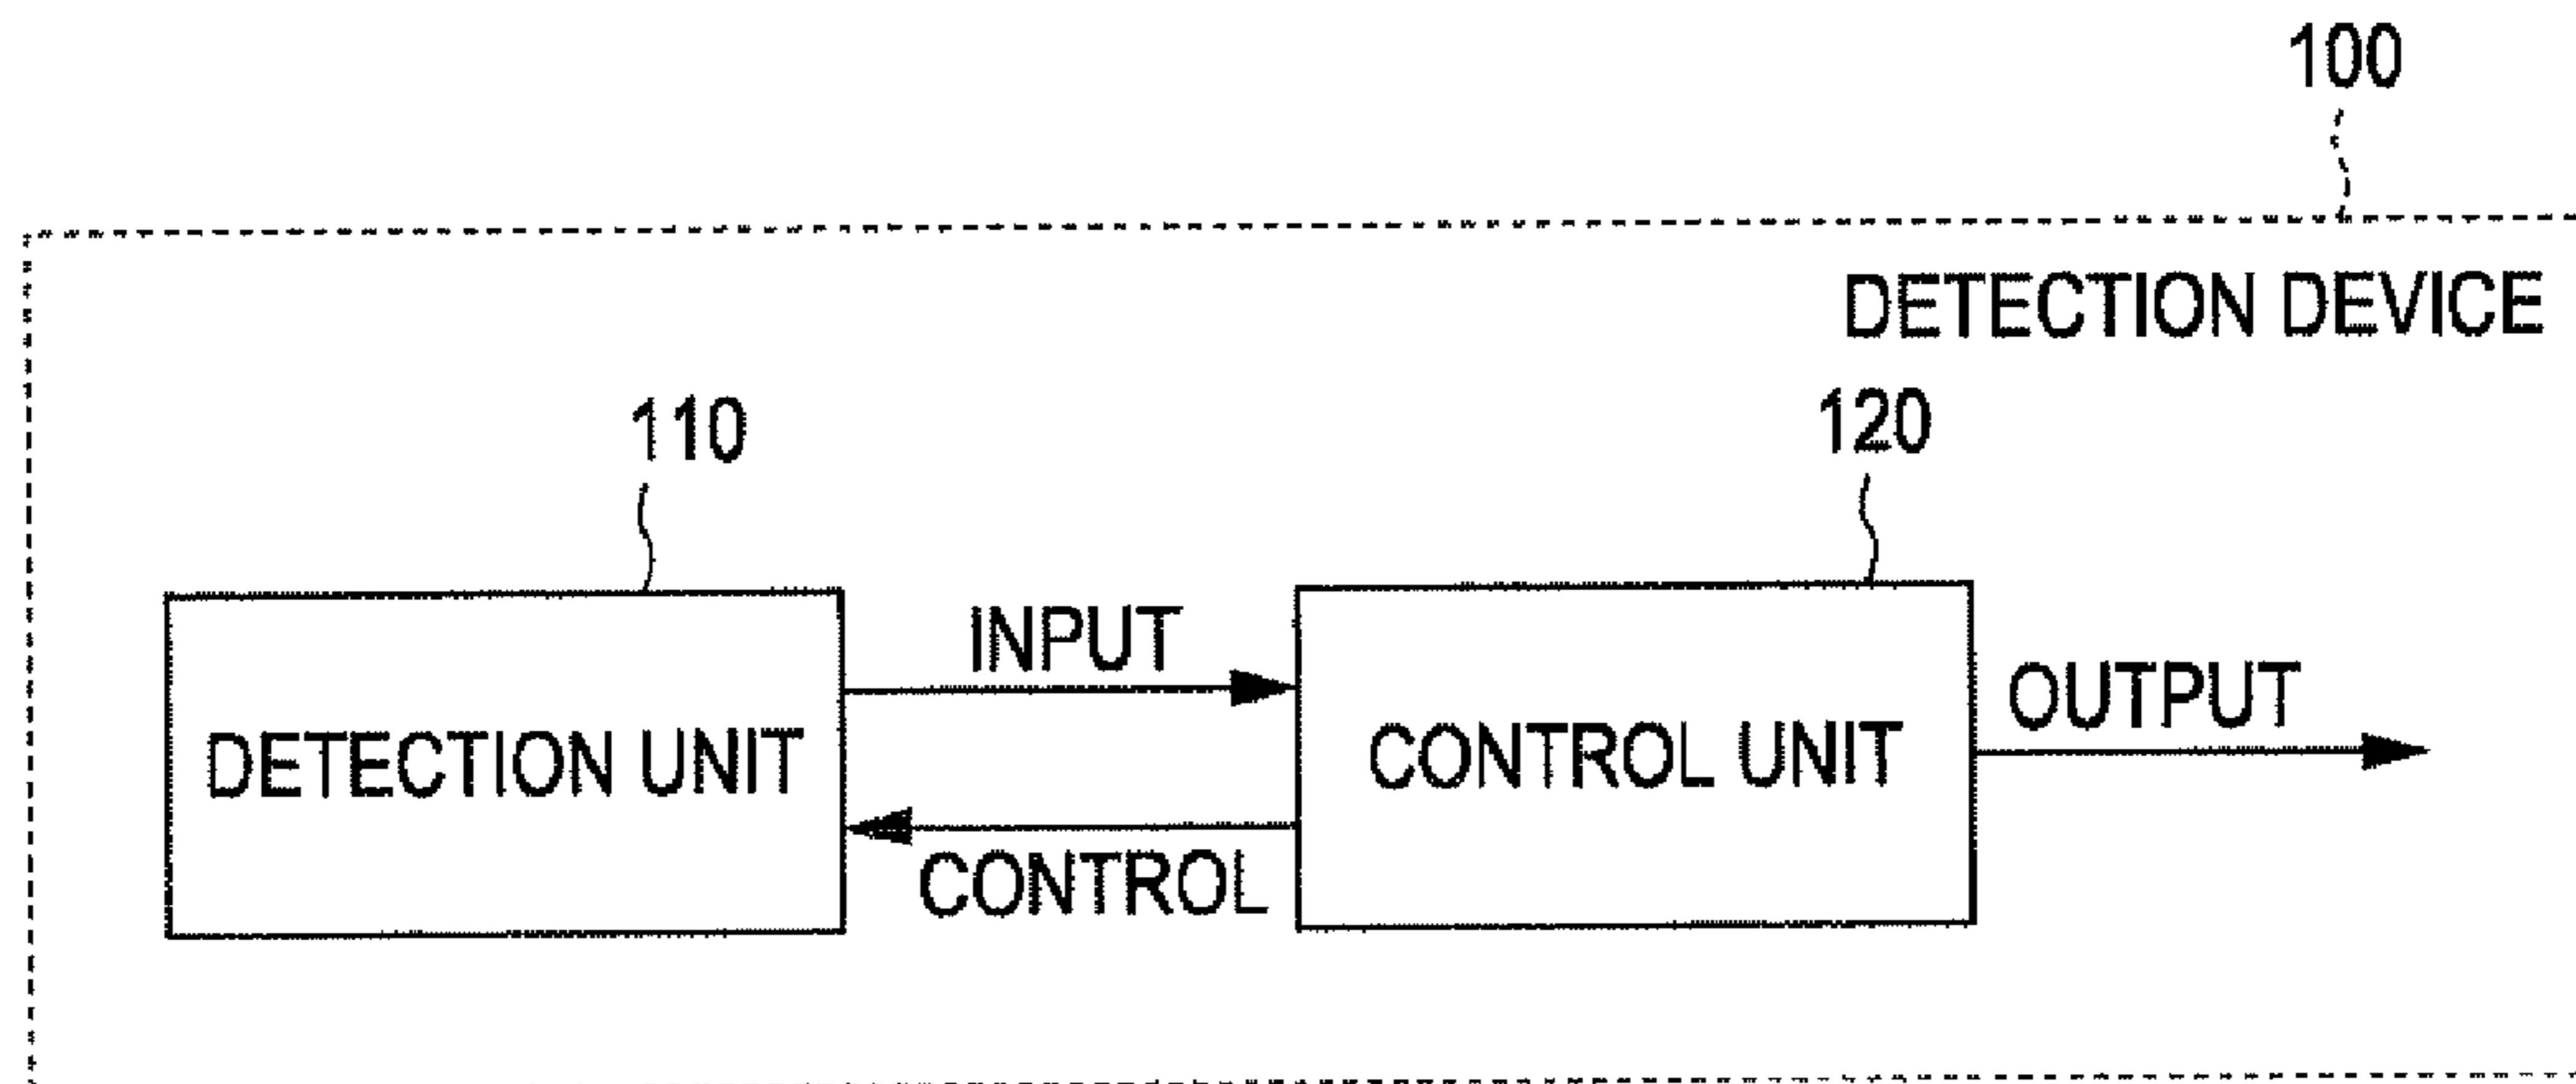 100
DETECTION DEVICE
110
120
INPUT
OUTPUT
DETECTION UNIT
CONTROL UNIT
CONTROL